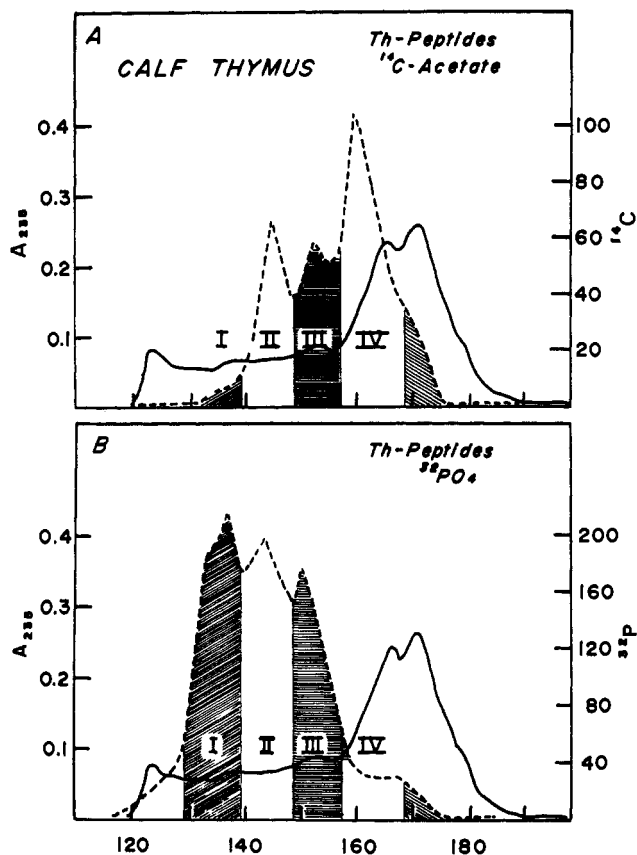 A
Th-Peptides
¹⁴C-Acetate
CALF THYMUS
0.4
0.3
0.2
0.1
A₂₃₈
100
80
60
40
20
¹⁴C
I II III IV
B
Th-Peptides
³²PO₄
0.4
0.3
0.2
0.1
A₂₃₈
200
160
120
80
40
³²P
I II III IV
120 140 160 180